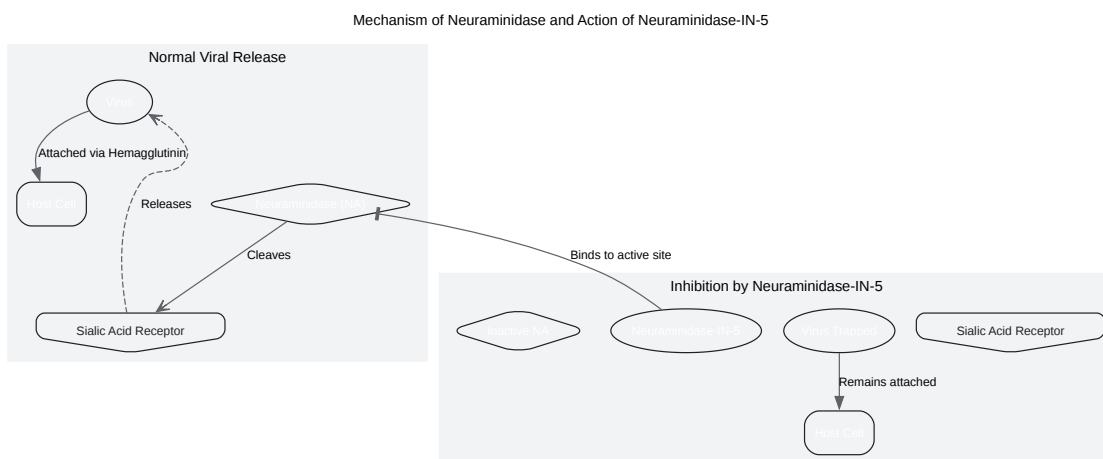 Mechanism of Neuraminidase and Action of Neuraminidase-IN-5
Normal Viral Release
Virus
Attached via Hemagglutinin
Host Cell
Releases
Neuraminidase (NA)
Cleaves
Sialic Acid Receptor
Binds to active site
Inhibition by Neuraminidase-IN-5
Inactive NA
Neuraminidase-IN-5
Virus Trapped
Sialic Acid Receptor
Remains attached
Host Cell